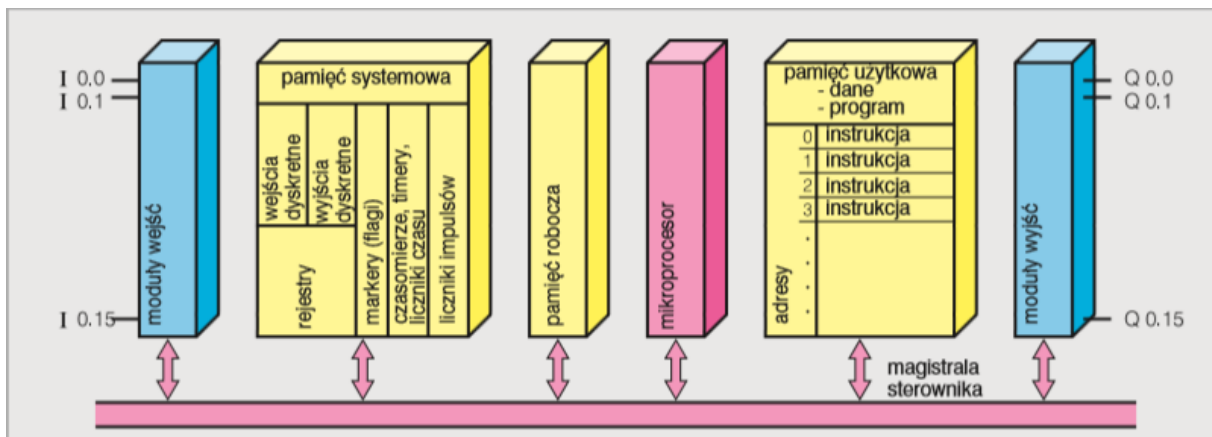 I 0.0
I 0.1
I 0.15
moduły wejść
pamięć systemowa
wejścia
dyskretne
wyjścia
dyskretne
rejestry
markery (flagi)
czasomierze, timery,
liczniki czasu
liczniki impulsów
pamięć robocza
mikroprocesor
pamięć użytkowa
- dane
- program
adresy
0 instrukcja
1 instrukcja
2 instrukcja
3 instrukcja
moduły wyjść
Q 0.0
Q 0.1
Q 0.15
magistrala
sterownika